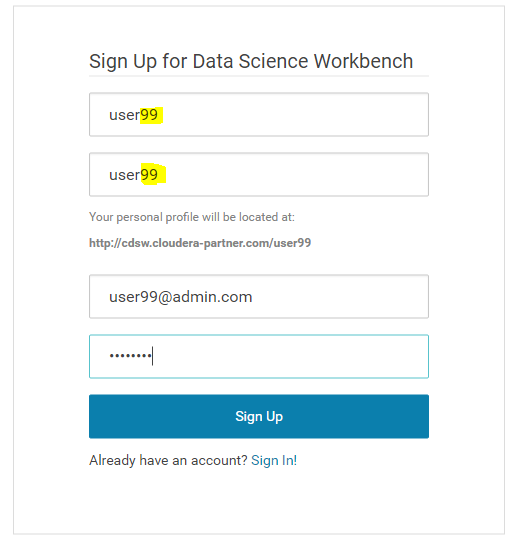 Sign Up for Data Science Workbench
user99
user99
Your personal profile will be located at:
http://cdsw.cloudera-partner.com/user99
user99@admin.com
••••••••
Sign Up
Already have an account? Sign In!